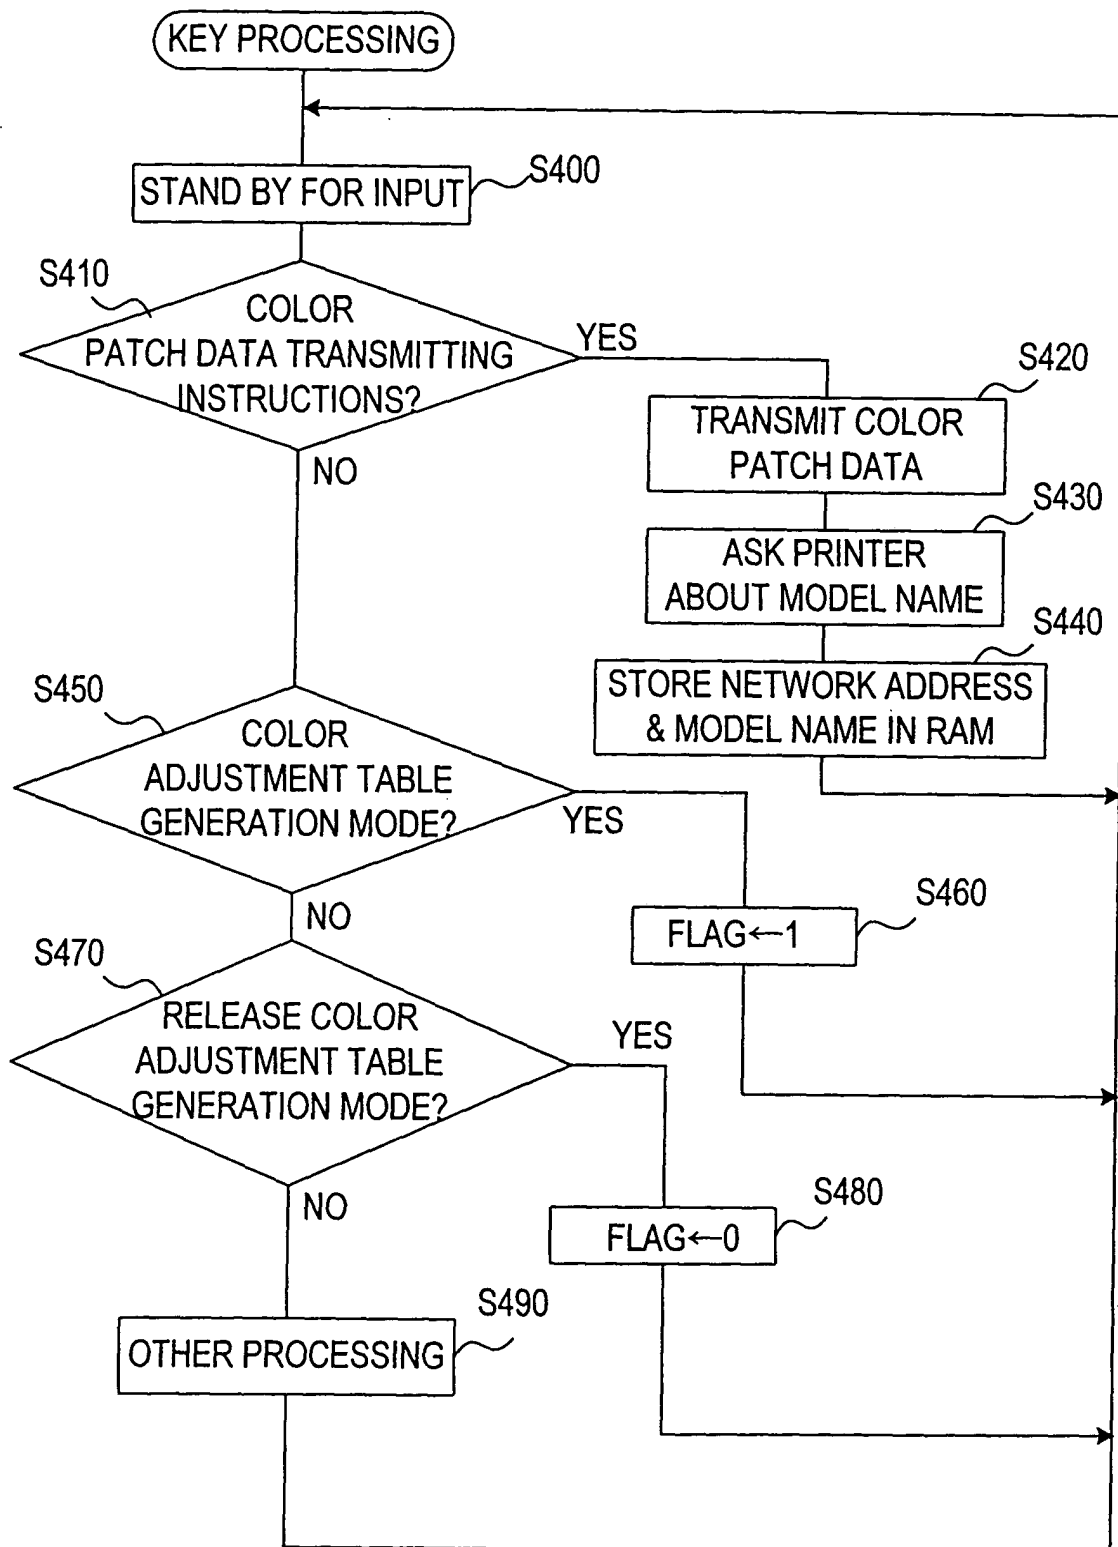 KEY PROCESSING
S400
STAND BY FOR INPUT
S410
COLOR
PATCH DATA TRANSMITTING
INSTRUCTIONS?
YES
NO
S420
TRANSMIT COLOR
PATCH DATA
S430
ASK PRINTER
ABOUT MODEL NAME
S440
STORE NETWORK ADDRESS
& MODEL NAME IN RAM
S450
COLOR
ADJUSTMENT TABLE
GENERATION MODE?
YES
NO
S460
FLAG←1
S470
RELEASE COLOR
ADJUSTMENT TABLE
GENERATION MODE?
YES
NO
S480
FLAG←0
S490
OTHER PROCESSING